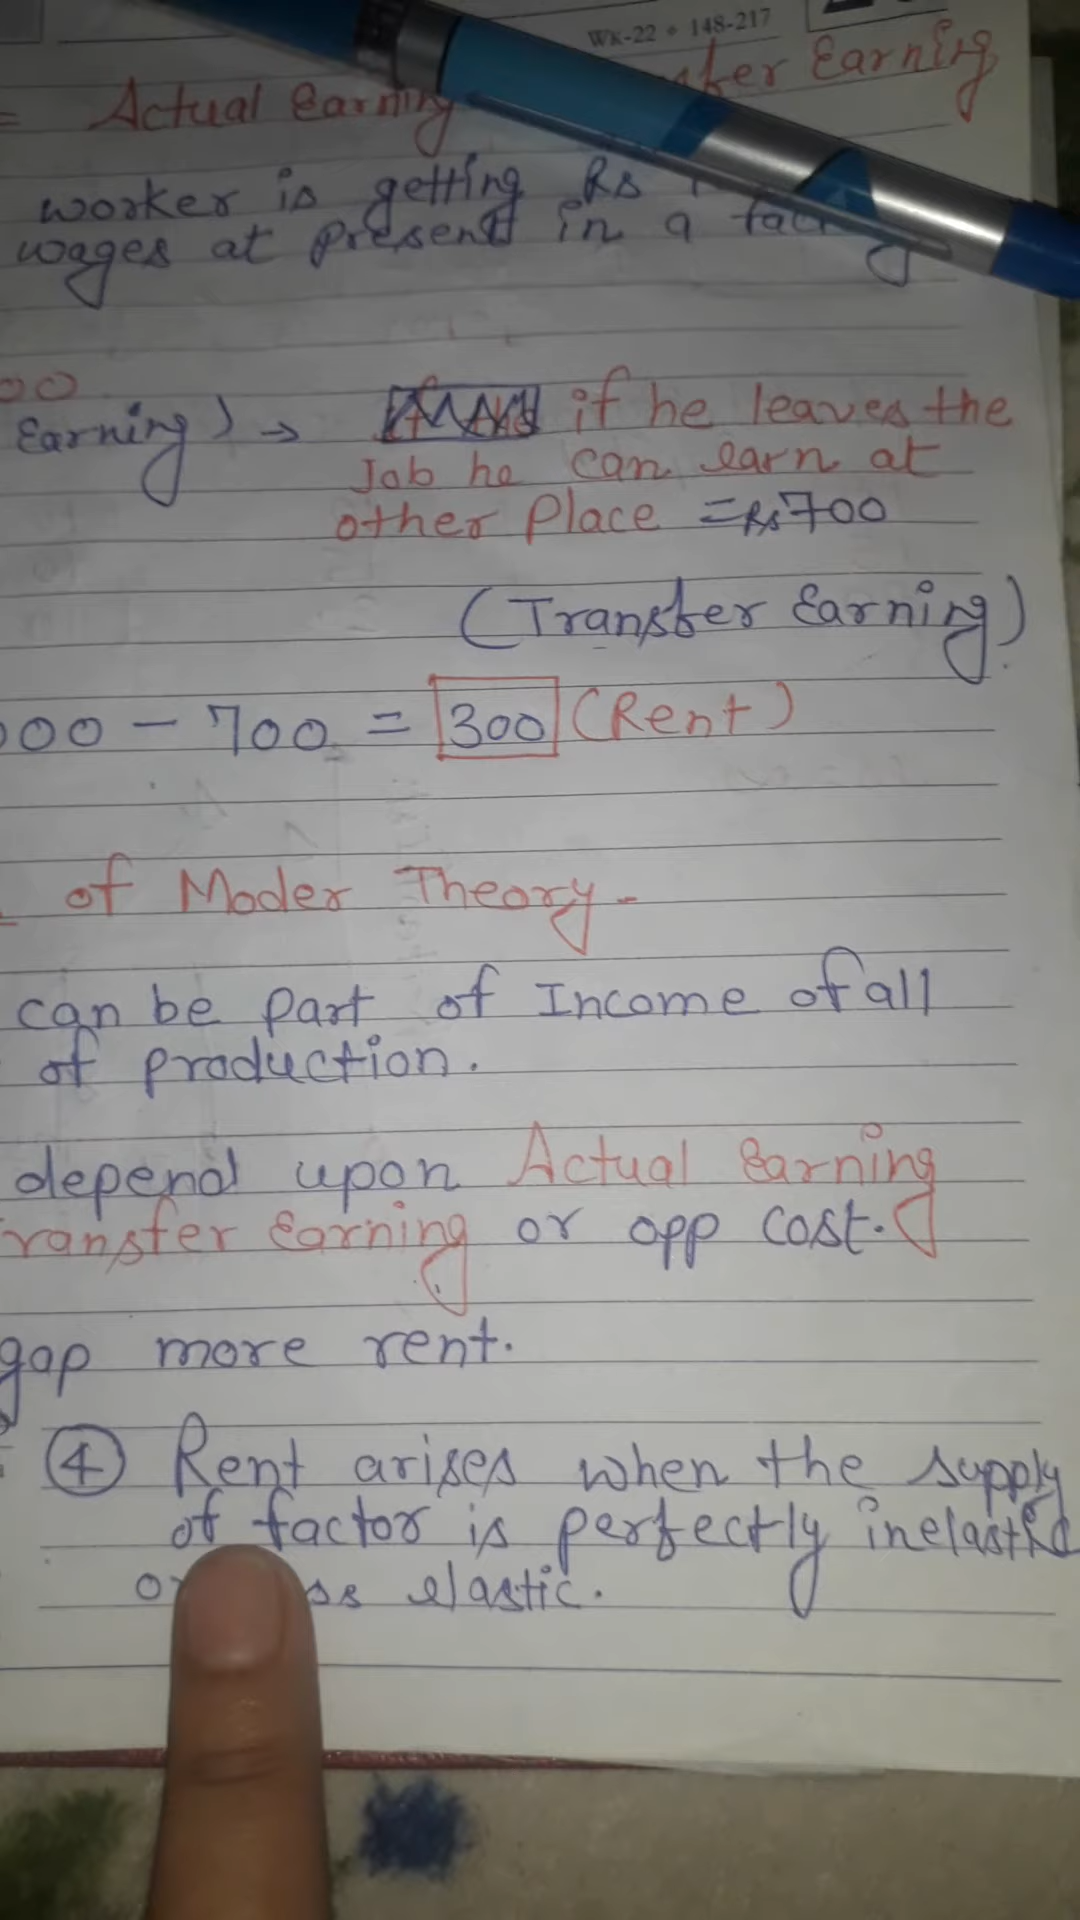 WK-22 • 148-217
= Actual Earning Earning
worker is getting Rs
wages at present in a
00
Earning) → if he leaves the
Job he can earn at
other Place = Rs 700
(Transfer Earning)
000 - 700 = 300 (Rent)
of Moder Theory -
can be part of Income of all
of production.
depend upon Actual Earning
ransfer Earning or opp cost.
gap more rent.
④ Rent arises when the supply
of factor is perfectly inelastic
elastic.